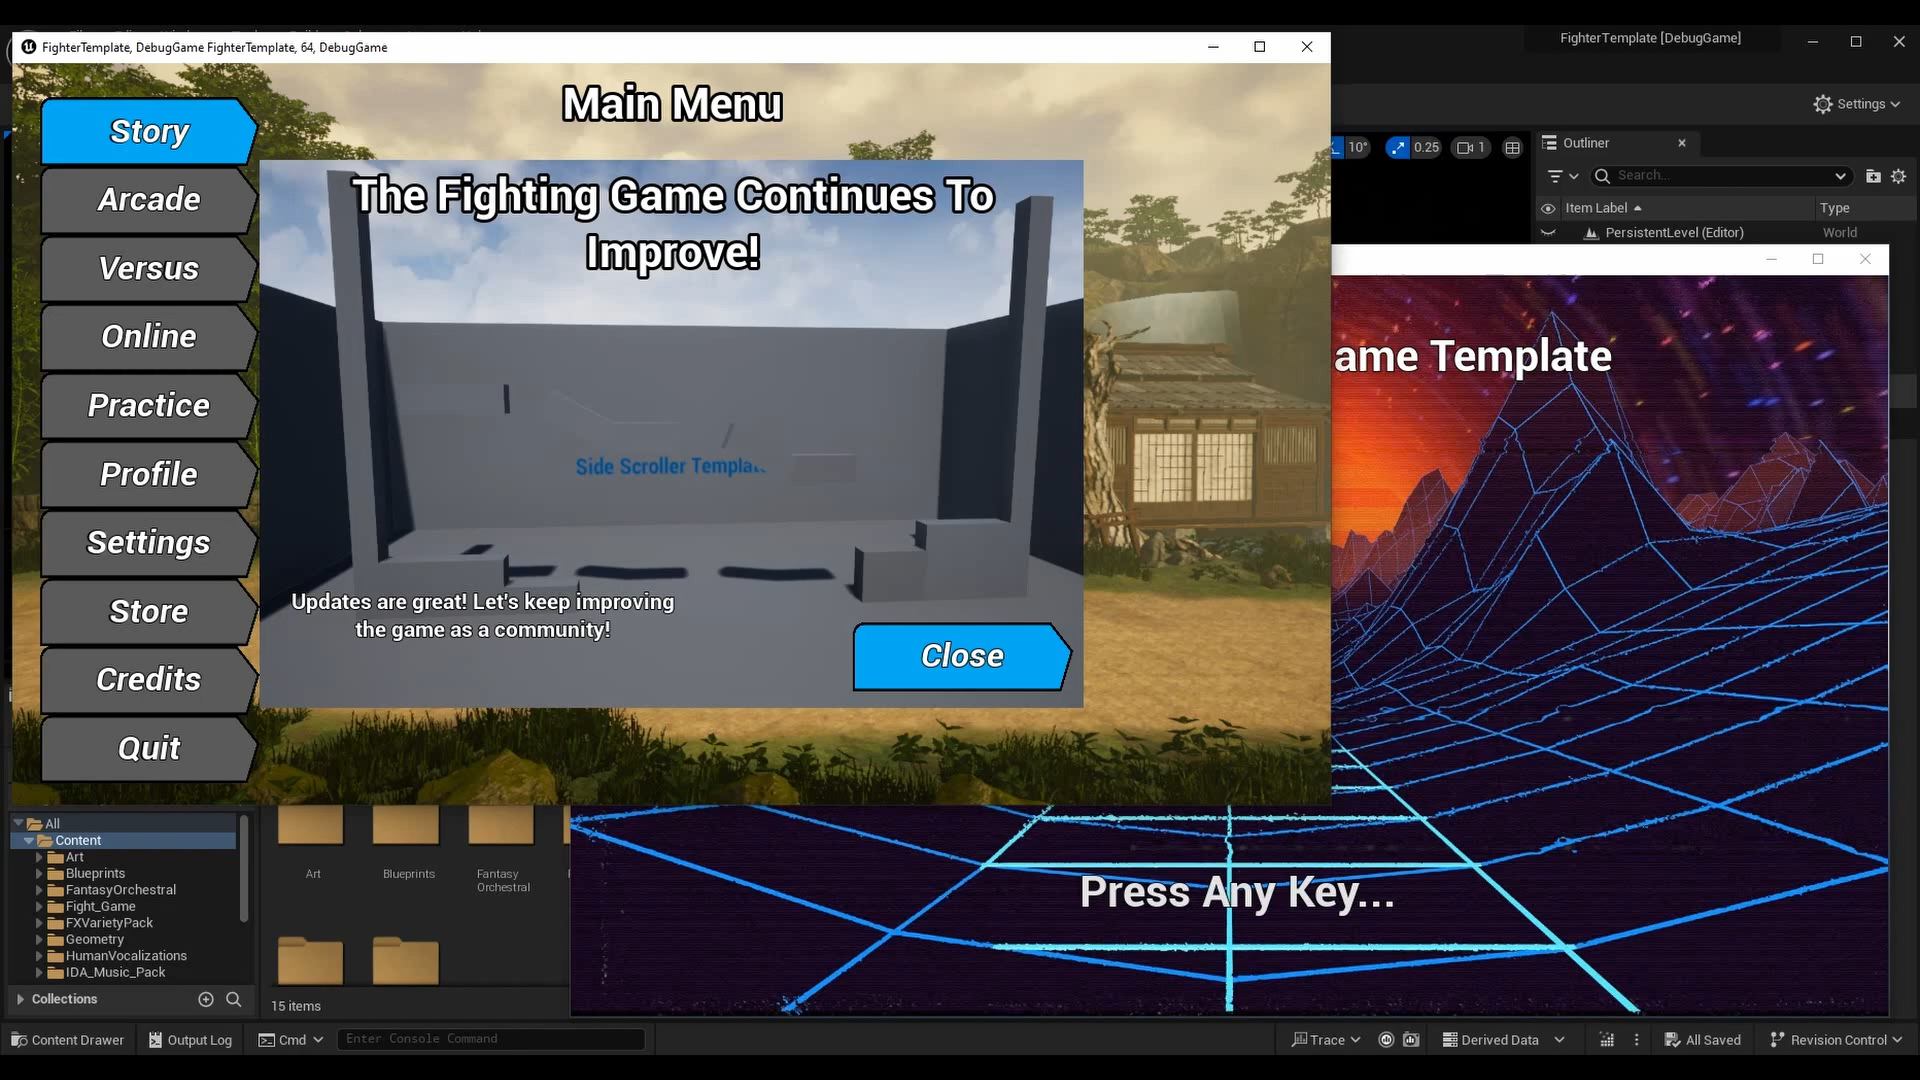 FighterTemplate, DebugGame FighterTemplate, 64, DebugGame
FighterTemplate [DebugGame]
Main Menu
Story
Arcade
Versus
Online
Practice
Profile
Settings
Store
Credits
Quit
The Fighting Game Continues To
Improve!
Side Scroller Templa
Updates are great! Let's keep improving
the game as a community!
Close
Settings
10°
0.25
1
Outliner
Search...
Item Label
Type
PersistentLevel (Editor)
World
ame Template
Press Any Key...
All
Content
Art
Blueprints
FantasyOrchestral
Fight_Game
FXVarietyPack
Geometry
HumanVocalizations
IDA_Music_Pack
Collections
Art
Blueprints
Fantasy
Orchestral
15 items
Content Drawer
Output Log
Cmd
Enter Console Command
Trace
Derived Data
All Saved
Revision Control